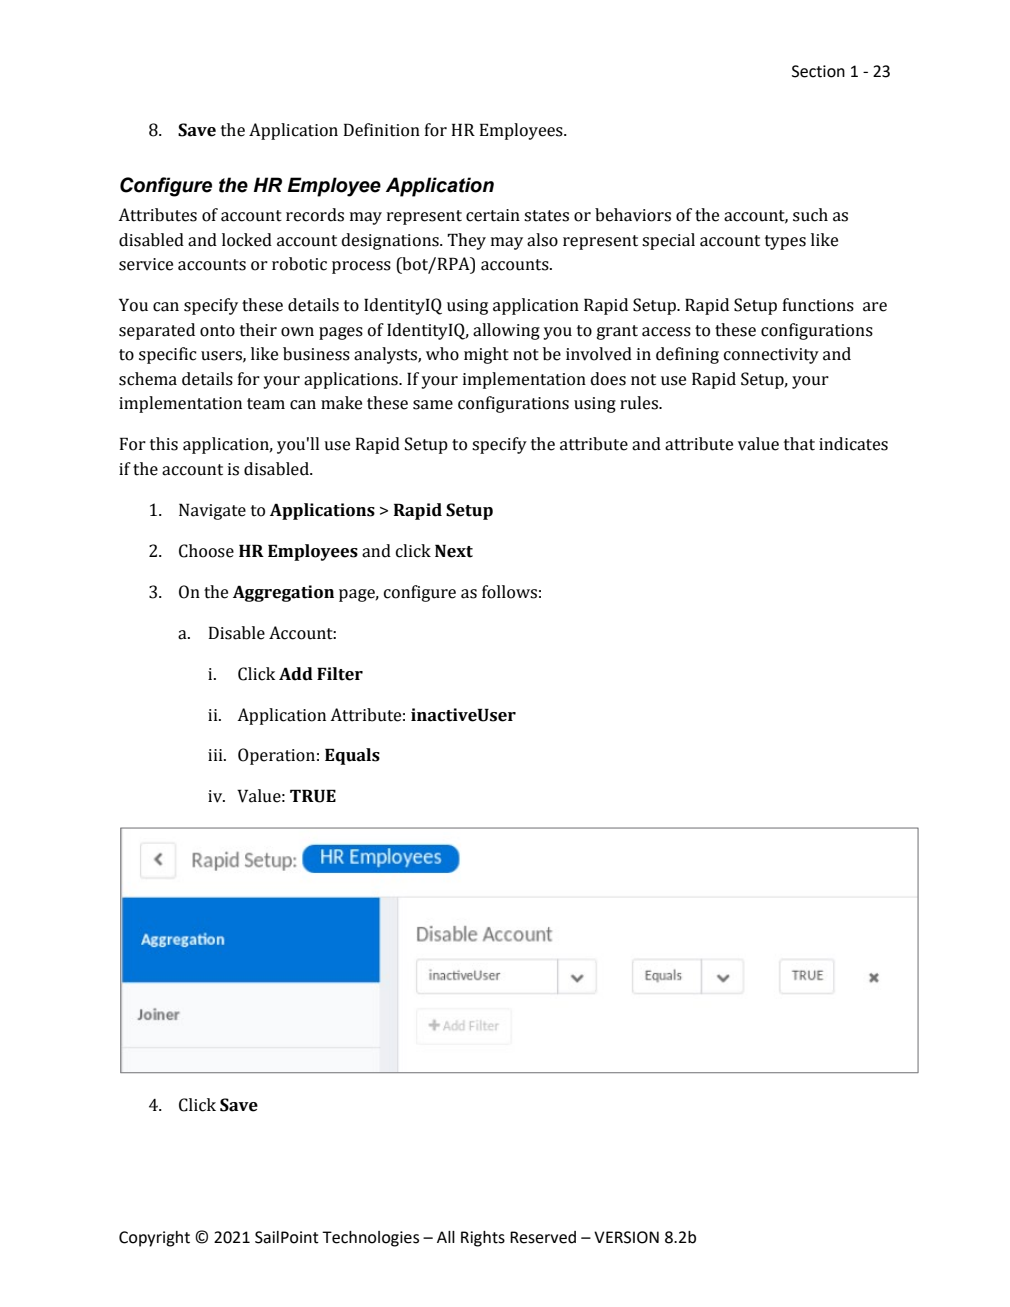 Section 1 - 23
8. Save the Application Definition for HR Employees.
Configure the HR Employee Application
Attributes of account records may represent certain states or behaviors of the account, such as
disabled and locked account designations. They may also represent special account types like
service accounts or robotic process (bot/RPA) accounts.
You can specify these details to IdentityIQ using application Rapid Setup. Rapid Setup functions are
separated onto their own pages of IdentityIQ, allowing you to grant access to these configurations
to specific users, like business analysts, who might not be involved in defining connectivity and
schema details for your applications. If your implementation does not use Rapid Setup, your
implementation team can make these same configurations using rules.
For this application, you'll use Rapid Setup to specify the attribute and attribute value that indicates
if the account is disabled.
1. Navigate to Applications > Rapid Setup
2. Choose HR Employees and click Next
3. On the Aggregation page, configure as follows:
a. Disable Account:
i. Click Add Filter
ii. Application Attribute: inactiveUser
iii. Operation: Equals
iv. Value: TRUE
Rapid Setup: HR Employees
Aggregation
Disable Account
inactiveUser Equals TRUE
Joiner
Add Filter
4. Click Save
Copyright © 2021 SailPoint Technologies – All Rights Reserved – VERSION 8.2b